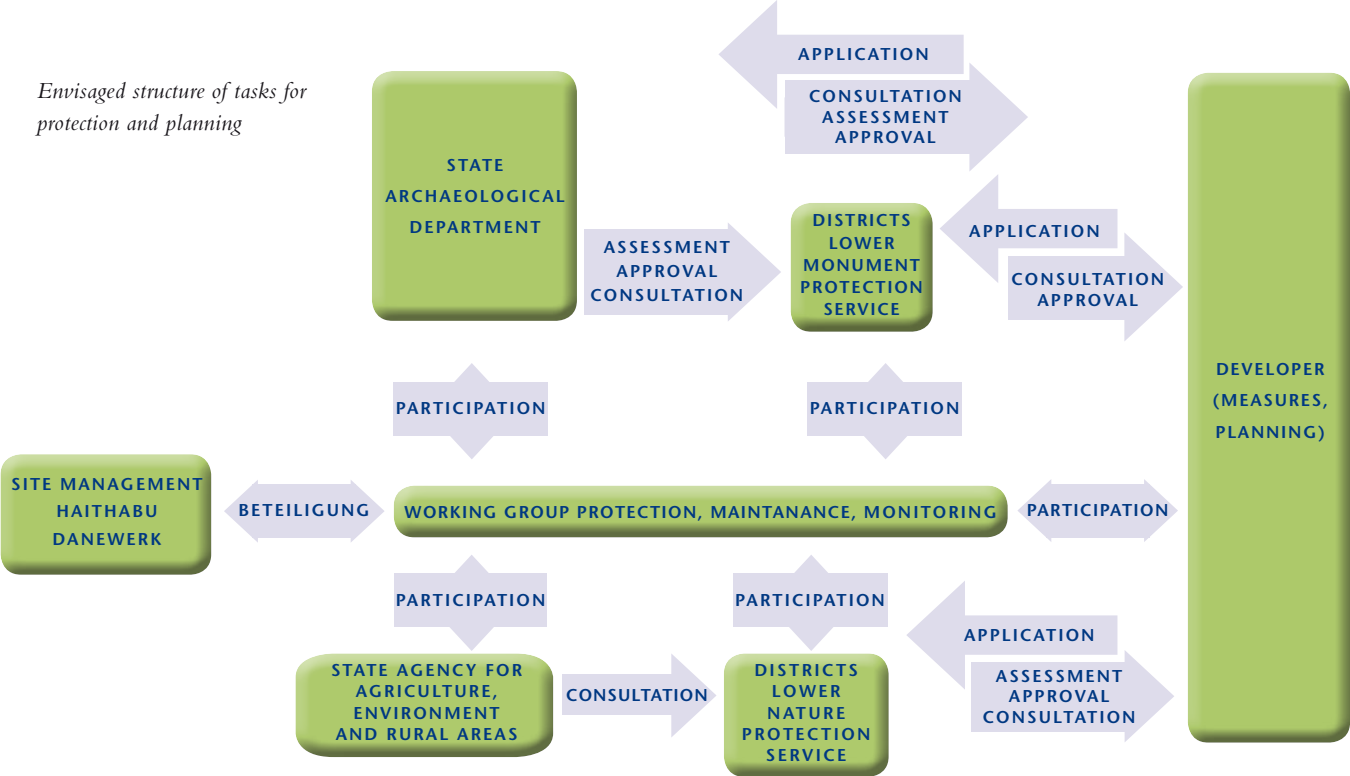 Envisaged structure of tasks for
protection and planning
APPLICATION
CONSULTATION
ASSESSMENT
APPROVAL
STATE
ARCHAEOLOGICAL
DEPARTMENT
ASSESSMENT
APPROVAL
CONSULTATION
DISTRICTS
LOWER
MONUMENT
PROTECTION
SERVICE
APPLICATION
CONSULTATION
APPROVAL
DEVELOPER
(MEASURES,
PLANNING)
PARTICIPATION
PARTICIPATION
SITE MANAGEMENT
HAITHABU
DANEWERK
BETEILIGUNG
WORKING GROUP PROTECTION, MAINTANANCE, MONITORING
PARTICIPATION
PARTICIPATION
PARTICIPATION
STATE AGENCY FOR
AGRICULTURE,
ENVIRONMENT
AND RURAL AREAS
CONSULTATION
DISTRICTS
LOWER
NATURE
PROTECTION
SERVICE
APPLICATION
ASSESSMENT
APPROVAL
CONSULTATION